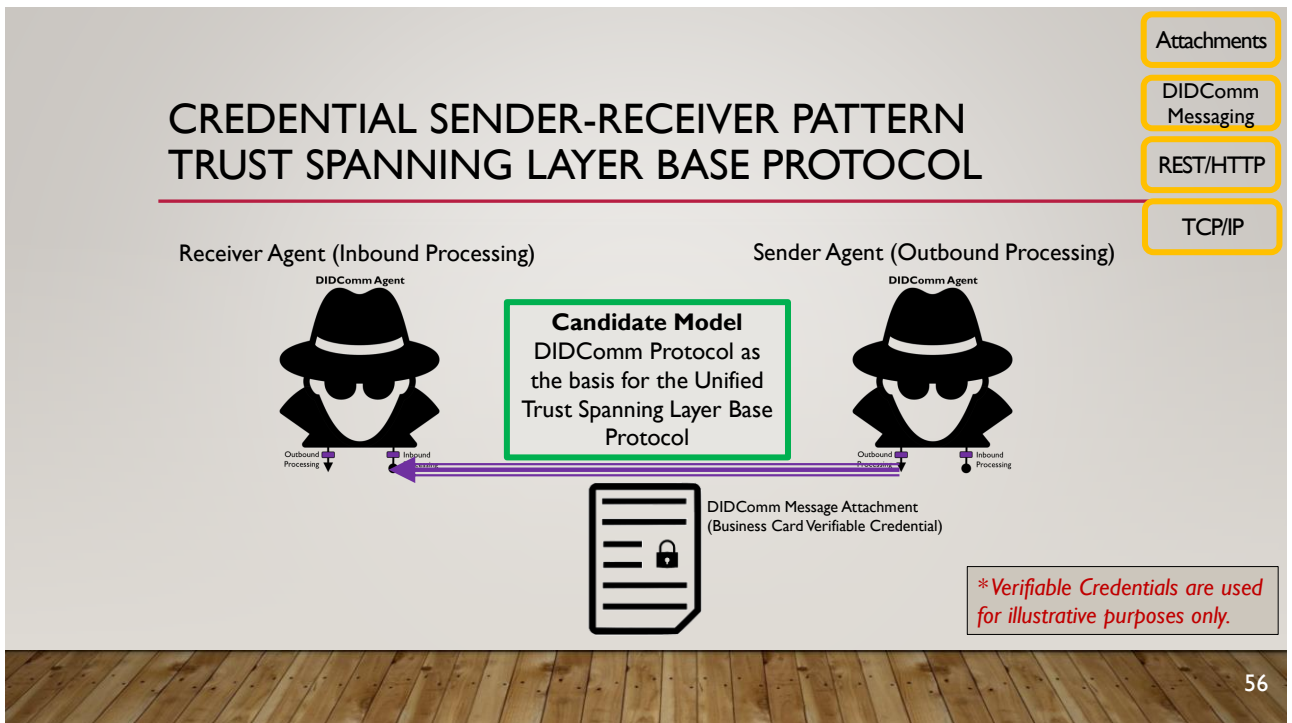 Attachments
DIDComm
Messaging
REST/HTTP
TCP/IP
CREDENTIAL SENDER-RECEIVER PATTERN
TRUST SPANNING LAYER BASE PROTOCOL
Receiver Agent (Inbound Processing)
DIDComm Agent
Sender Agent (Outbound Processing)
DIDComm Agent
Candidate Model
DIDComm Protocol as
the basis for the Unified
Trust Spanning Layer Base
Protocol
Outbound
Processing
Inbound
Processing
Outbound
Processing
Inbound
Processing
DIDComm Message Attachment
(Business Card Verifiable Credential)
* Verifiable Credentials are used
for illustrative purposes only.
56